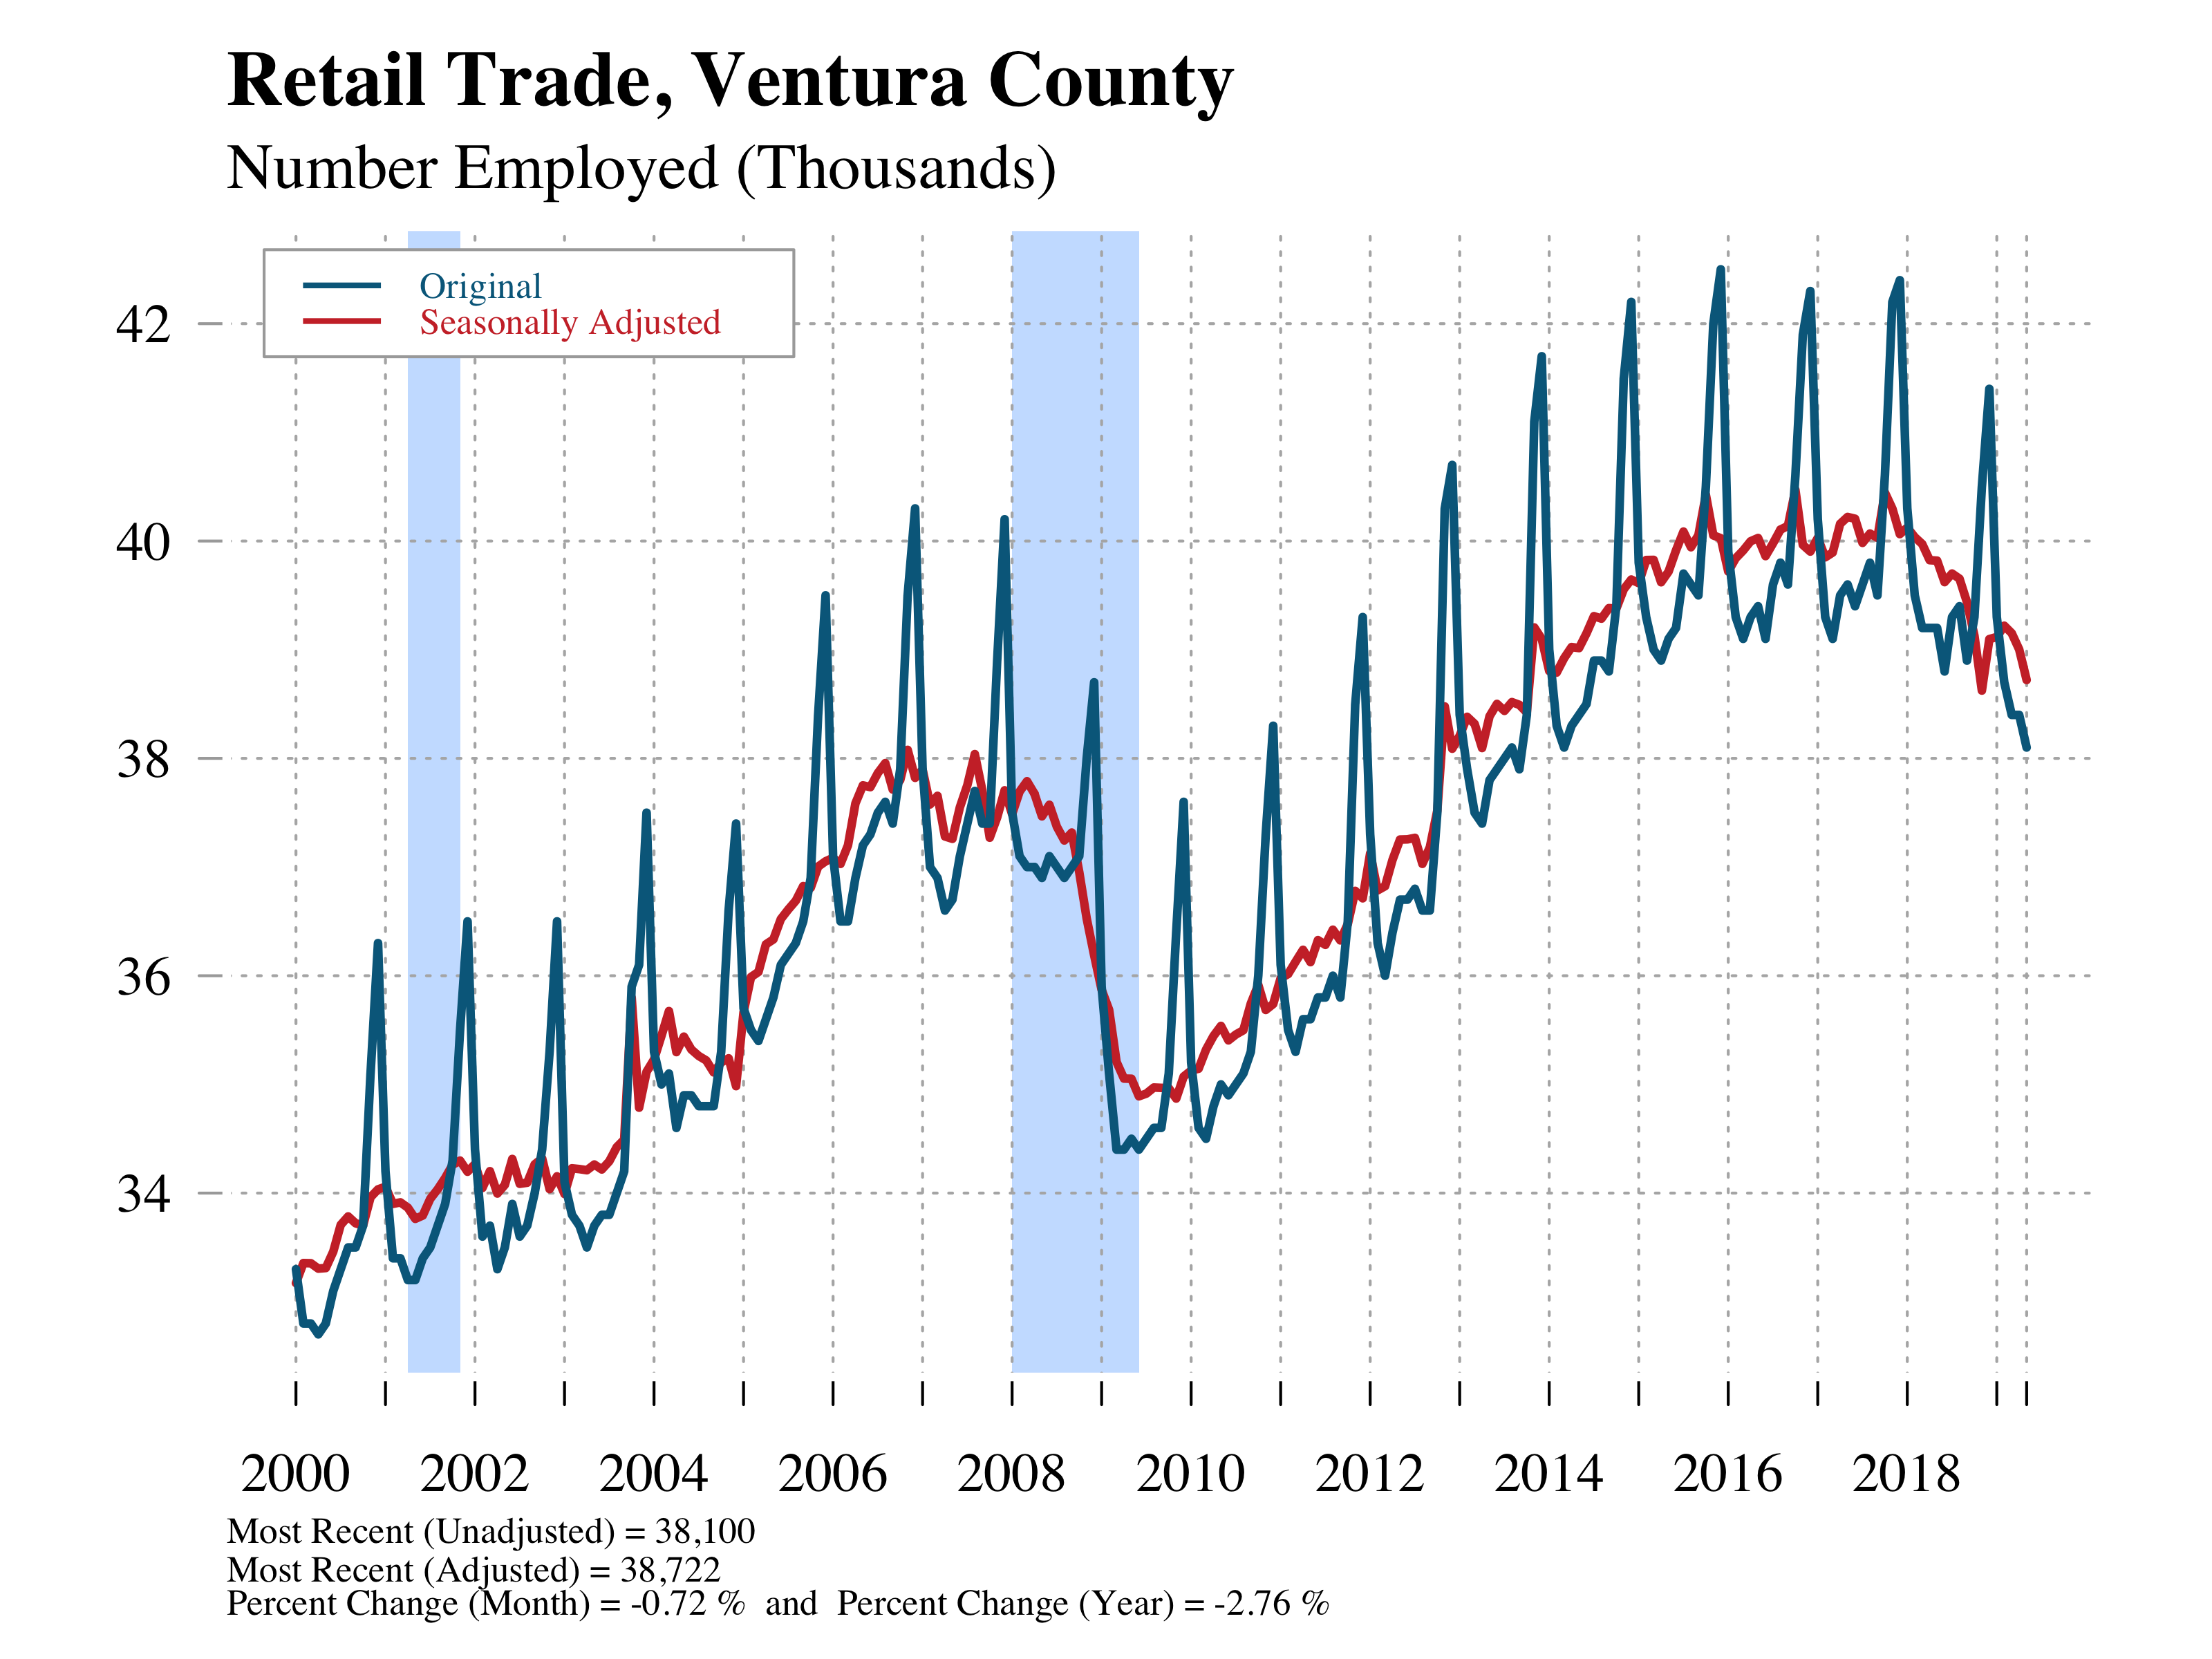 Retail Trade, Ventura County
Number Employed (Thousands)
Original
Seasonally Adjusted
42
40
38
36
34
2000 2002 2004 2006 2008 2010 2012 2014 2016 2018
Most Recent (Unadjusted) = 38,100
Most Recent (Adjusted) = 38,722
Percent Change (Month) = -0.72 % and Percent Change (Year) = -2.76 %